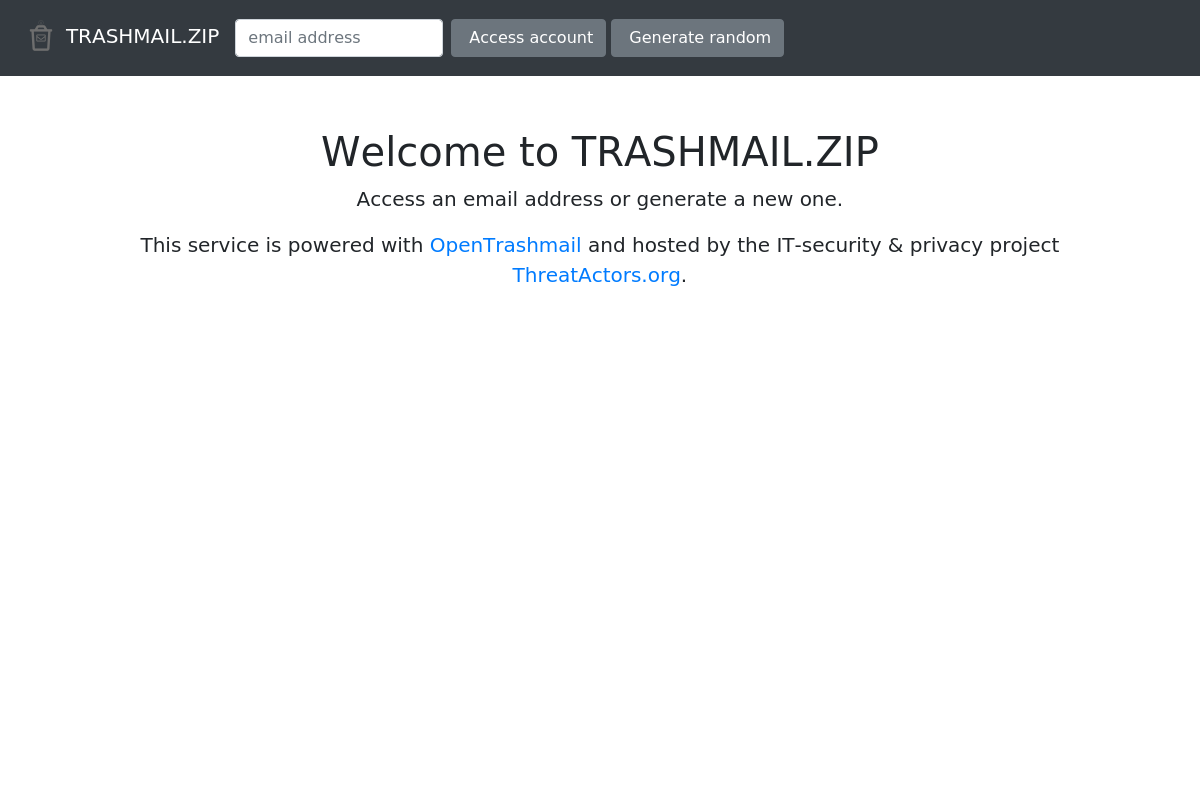 TRASHMAIL.ZIP
email address
Access account
Generate random
Welcome to TRASHMAIL.ZIP
Access an email address or generate a new one.
This service is powered with OpenTrashmail and hosted by the IT-security & privacy project
ThreatActors.org.